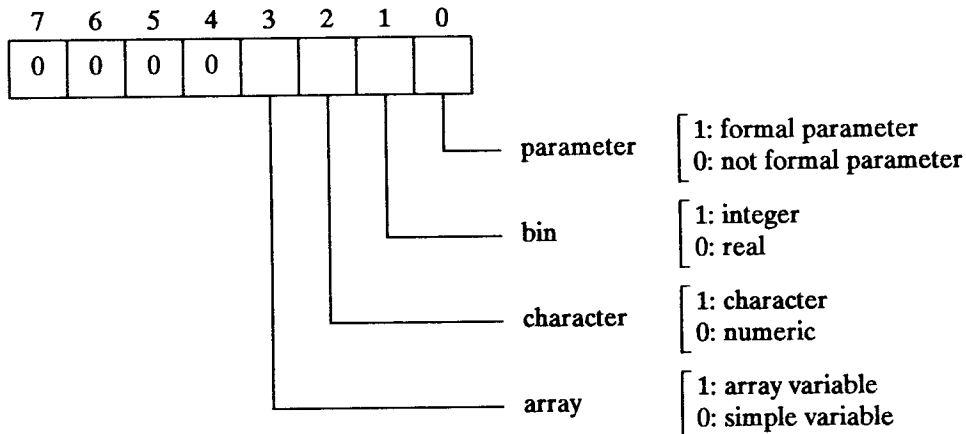 7 6 5 4 3 2 1 0
0 0 0 0
parameter
1: formal parameter
0: not formal parameter
bin
1: integer
0: real
character
1: character
0: numeric
array
1: array variable
0: simple variable